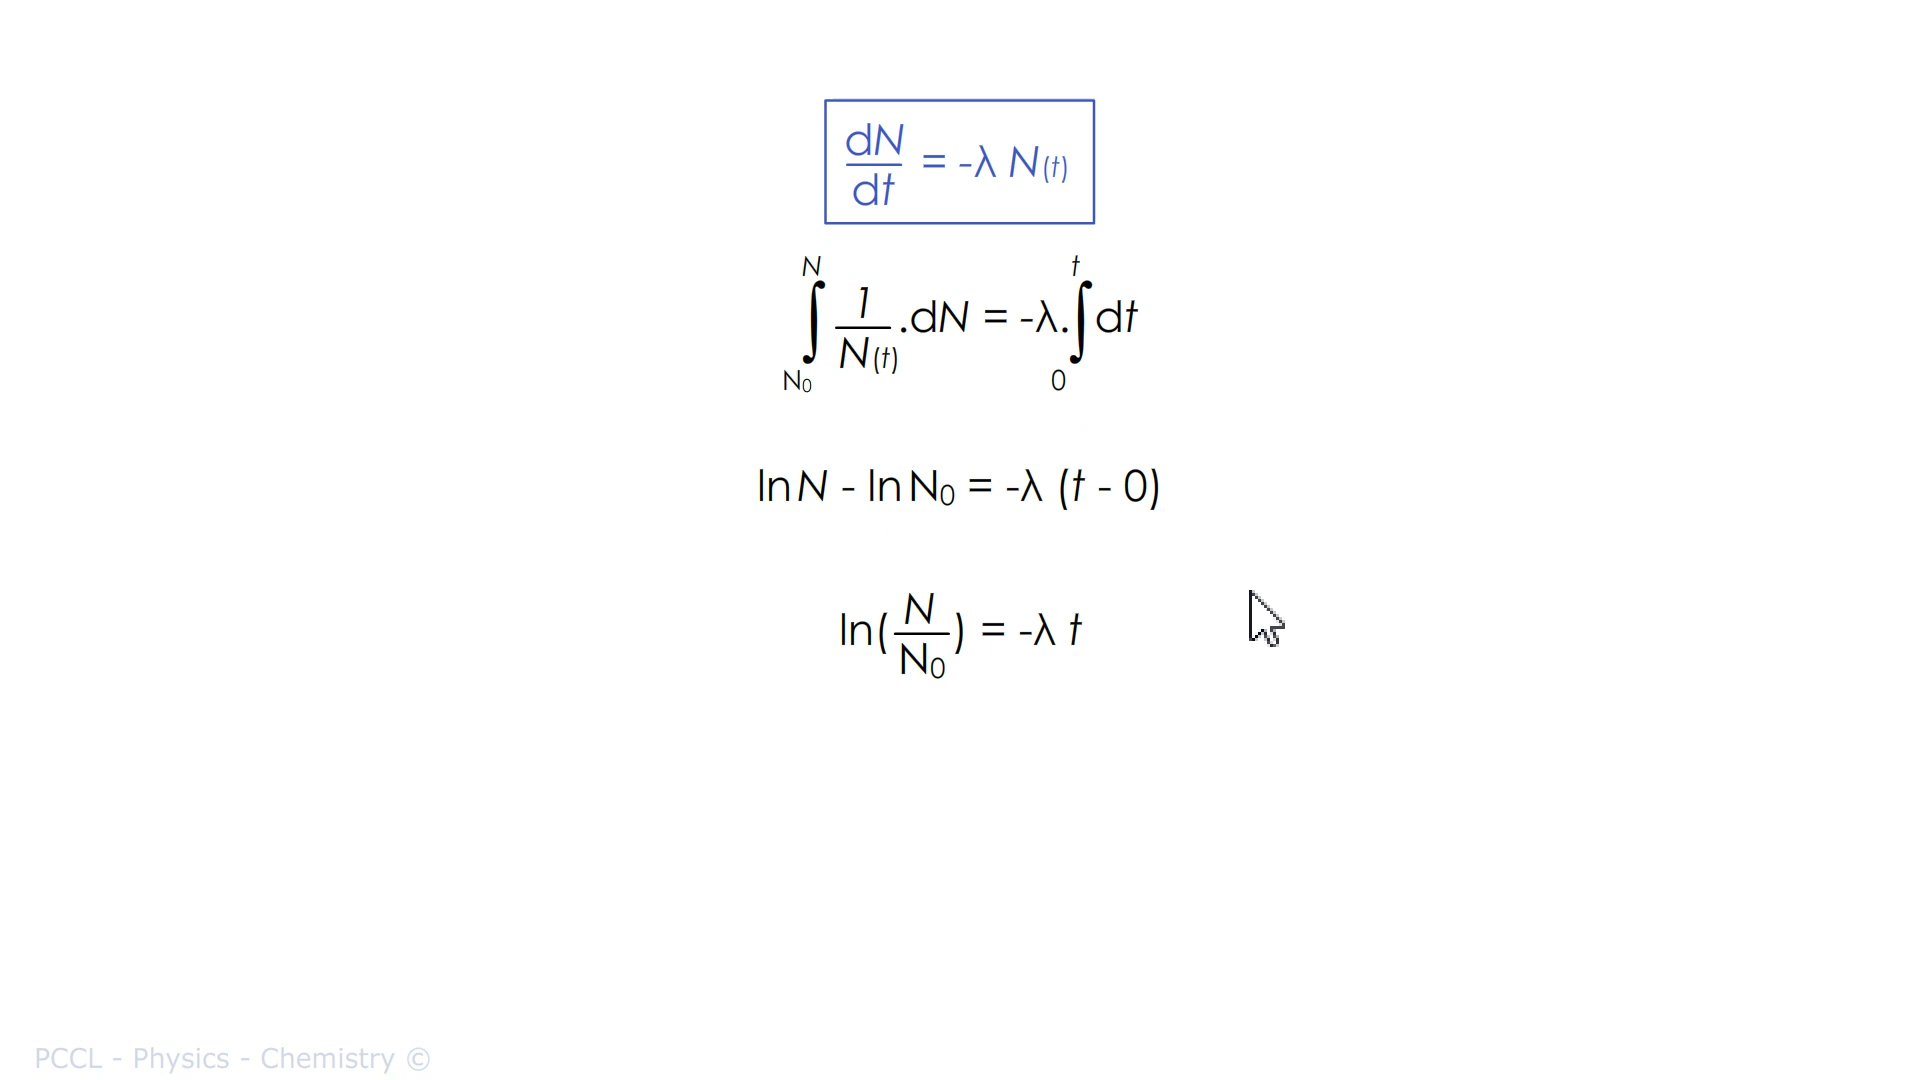 dN/dt = -λ N(t)
∫ from N₀ to N 1/N(t) .dN = -λ. ∫ from 0 to t dt
ln N - ln N₀ = -λ (t - 0)
ln(N/N₀) = -λ t
PCCL - Physics - Chemistry ©